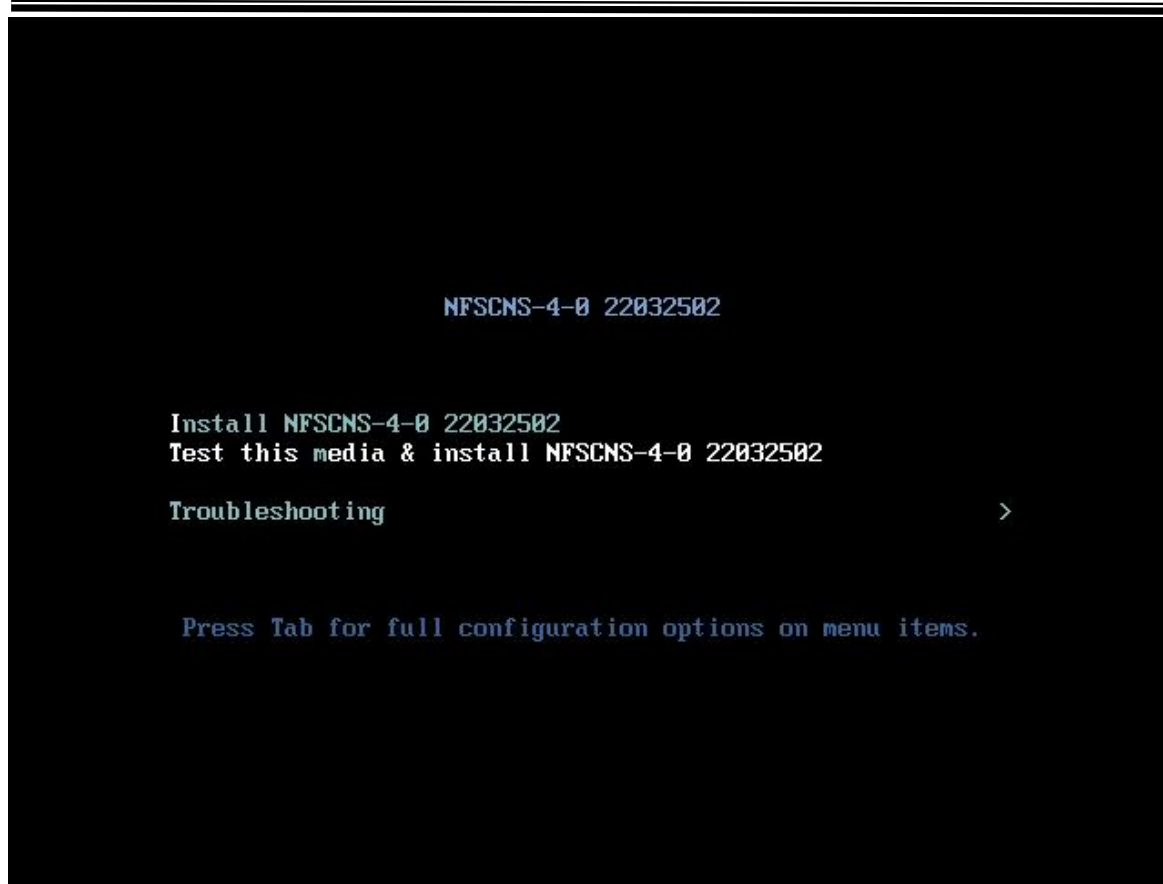 NFSCNS-4-0 22032502
Install NFSCNS-4-0 22032502
Test this media & install NFSCNS-4-0 22032502
Troubleshooting >
Press Tab for full configuration options on menu items.